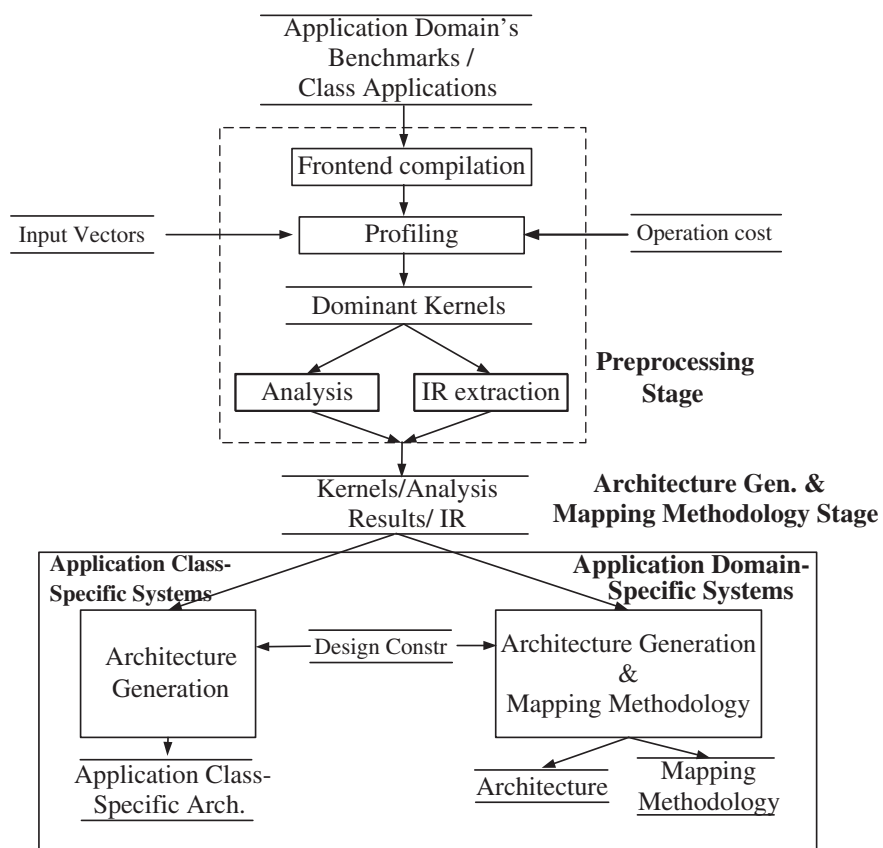 Application Domain's
Benchmarks /
Class Applications
Frontend compilation
Input Vectors
Profiling
Operation cost
Dominant Kernels
Analysis
IR extraction
Preprocessing
Stage
Kernels/Analysis
Results/ IR
Architecture Gen. &
Mapping Methodology Stage
Application Class-
Specific Systems
Application Domain-
Specific Systems
Architecture
Generation
Design Constr
Architecture Generation
&
Mapping Methodology
Application Class-
Specific Arch.
Architecture
Mapping
Methodology